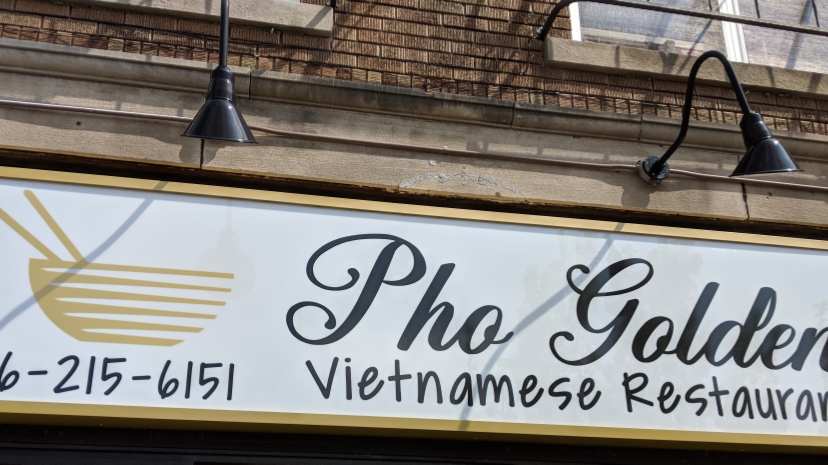 Pho Golden
Vietnamese Restauran
6-215-6151